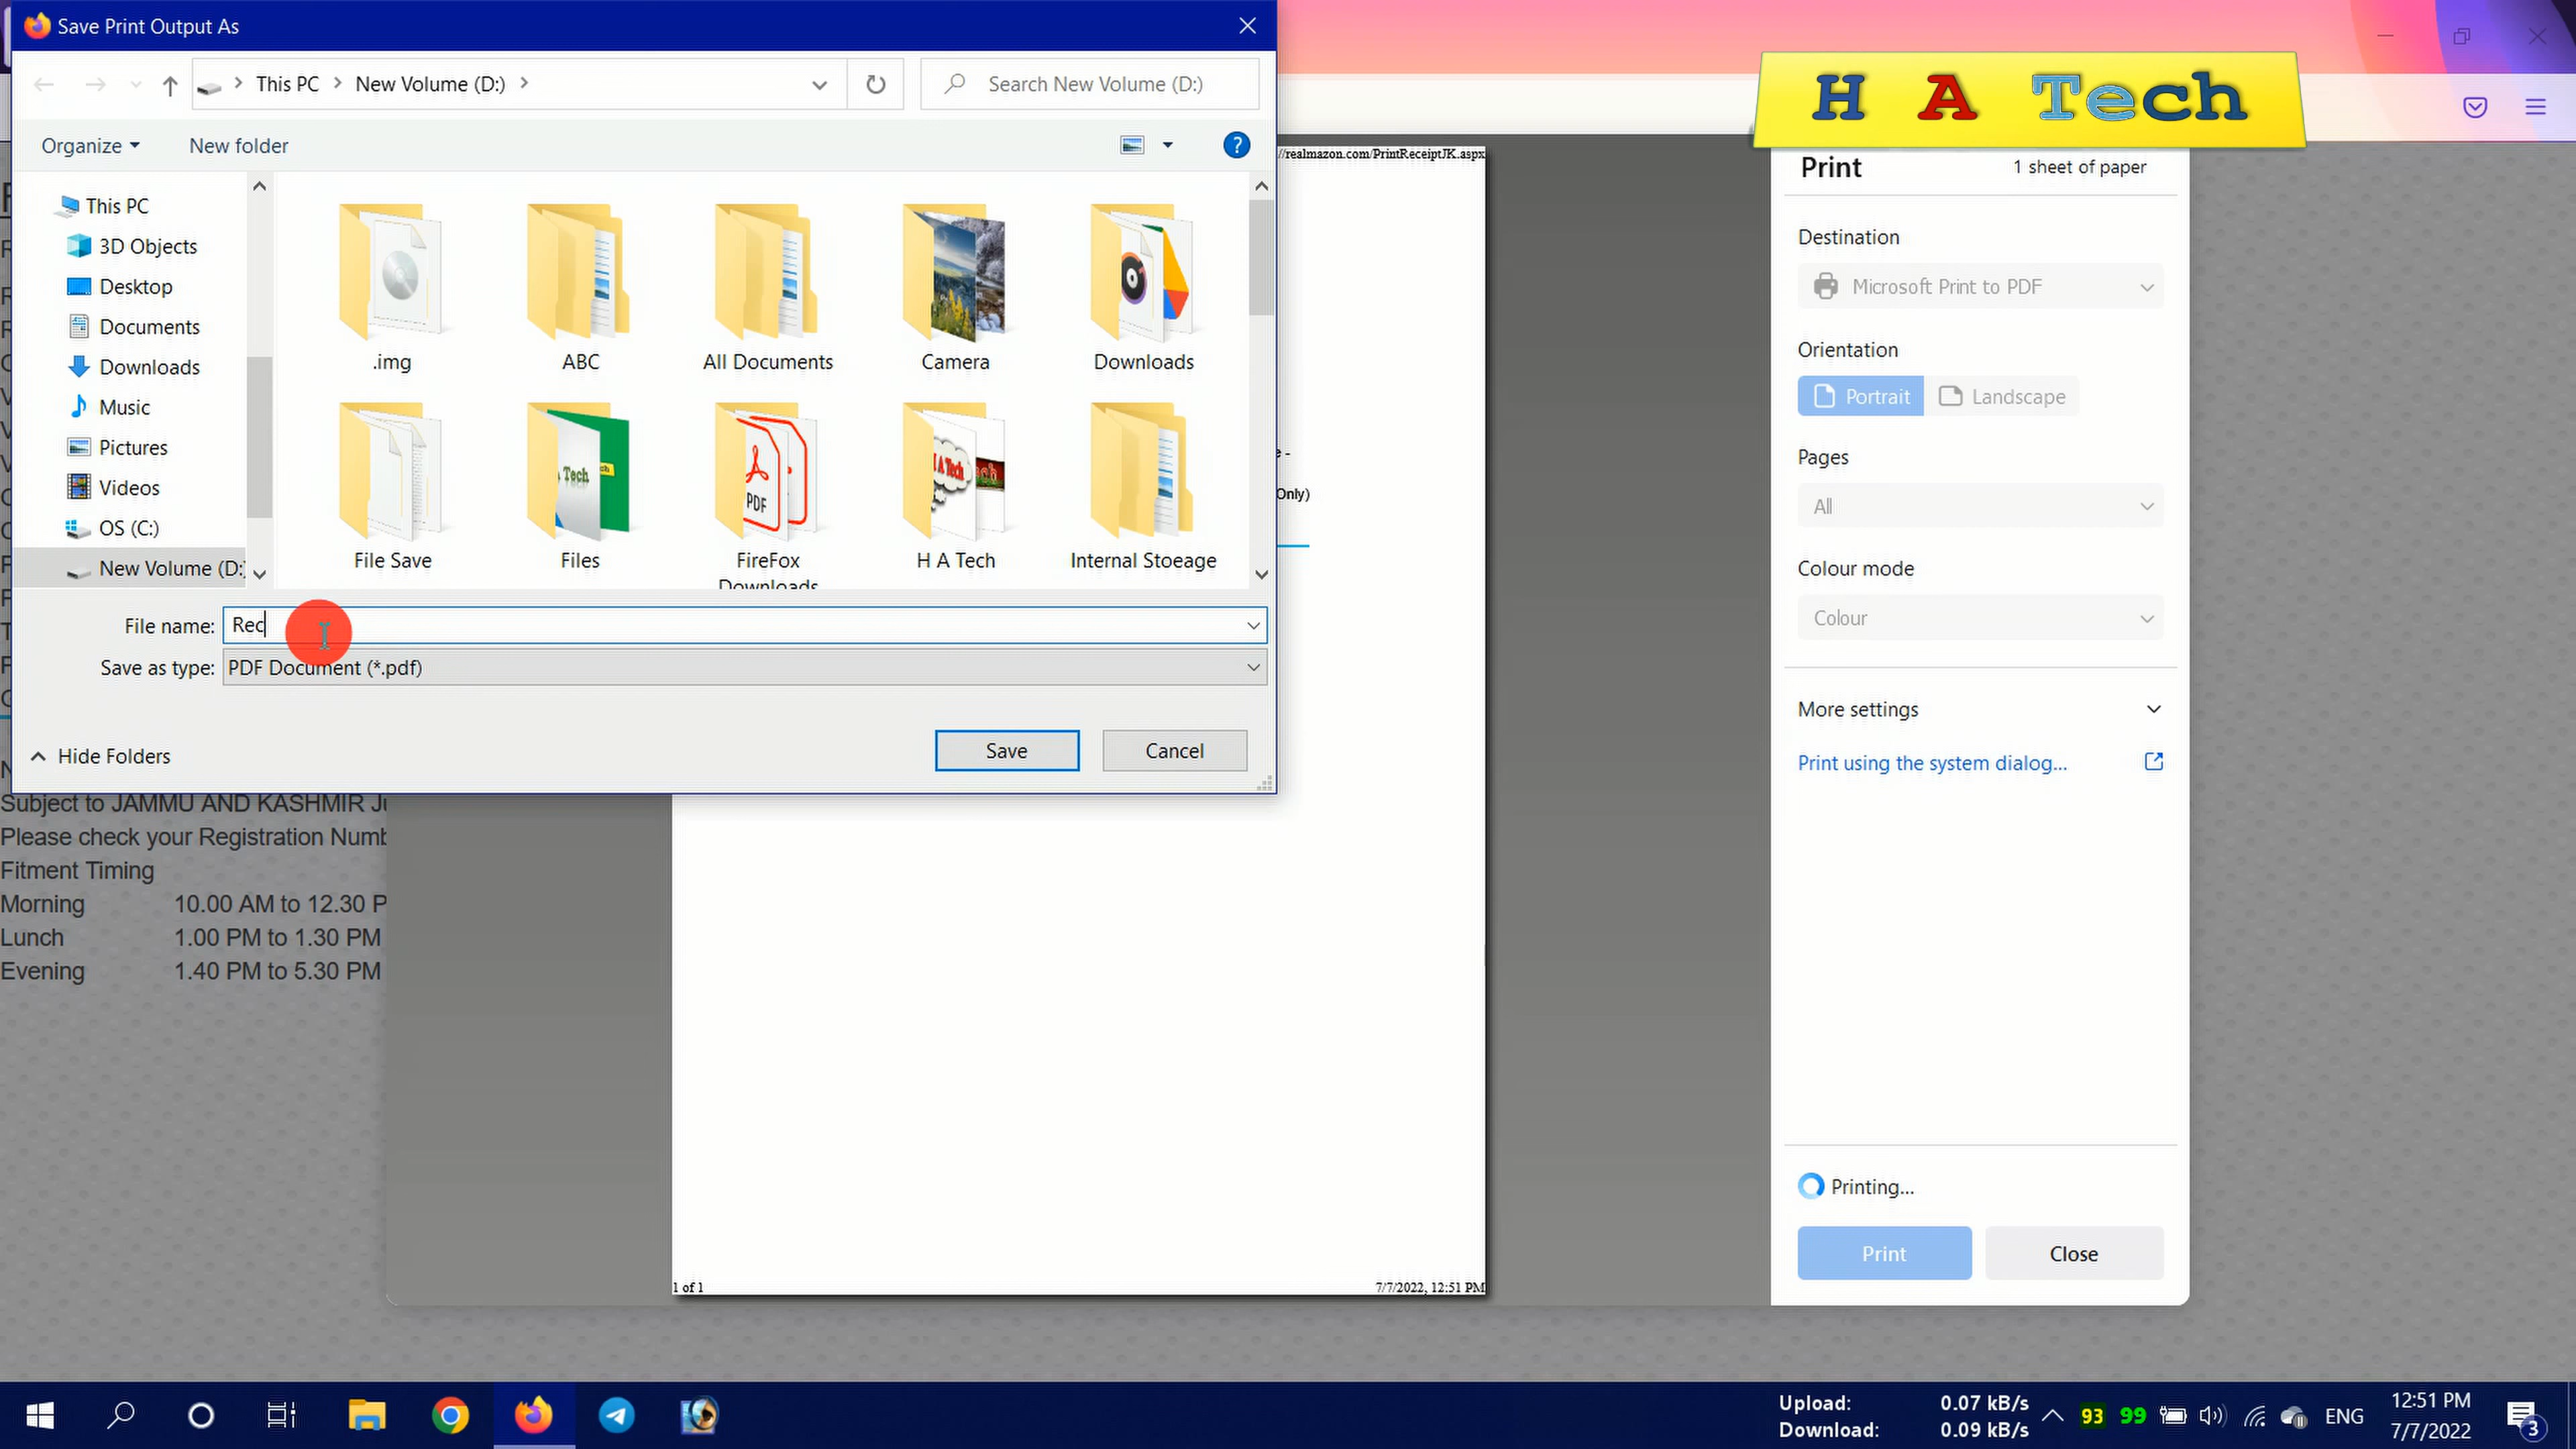 Save Print Output As
This PC
New Volume (D:)
Search New Volume (D:)
H A Tech
Organize
New folder
?
This PC
3D Objects
Desktop
Documents
Downloads
Music
Pictures
Videos
OS (C:)
New Volume (D:
.img
ABC
All Documents
Camera
Downloads
File Save
Files
FireFox
Downloads
H A Tech
Internal Stoeage
PDF
File name:
Rec
Save as type:
PDF Document (*.pdf)
Hide Folders
Save
Cancel
//realmazon.com/PrintReceiptJK.aspx
e -
Only)
Subject to JAMMU AND KASHMIR Ju
Please check your Registration Numb
Fitment Timing
Morning 10.00 AM to 12.30 P
Lunch 1.00 PM to 1.30 PM
Evening 1.40 PM to 5.30 PM
1 of 1
7/7/2022, 12:51 PM
Print
1 sheet of paper
Destination
Microsoft Print to PDF
Orientation
Portrait
Landscape
Pages
All
Colour mode
Colour
More settings
Print using the system dialog...
Printing...
Print
Close
Upload: 0.07 kB/s
Download: 0.09 kB/s
93
99
ENG
12:51 PM
7/7/2022
3